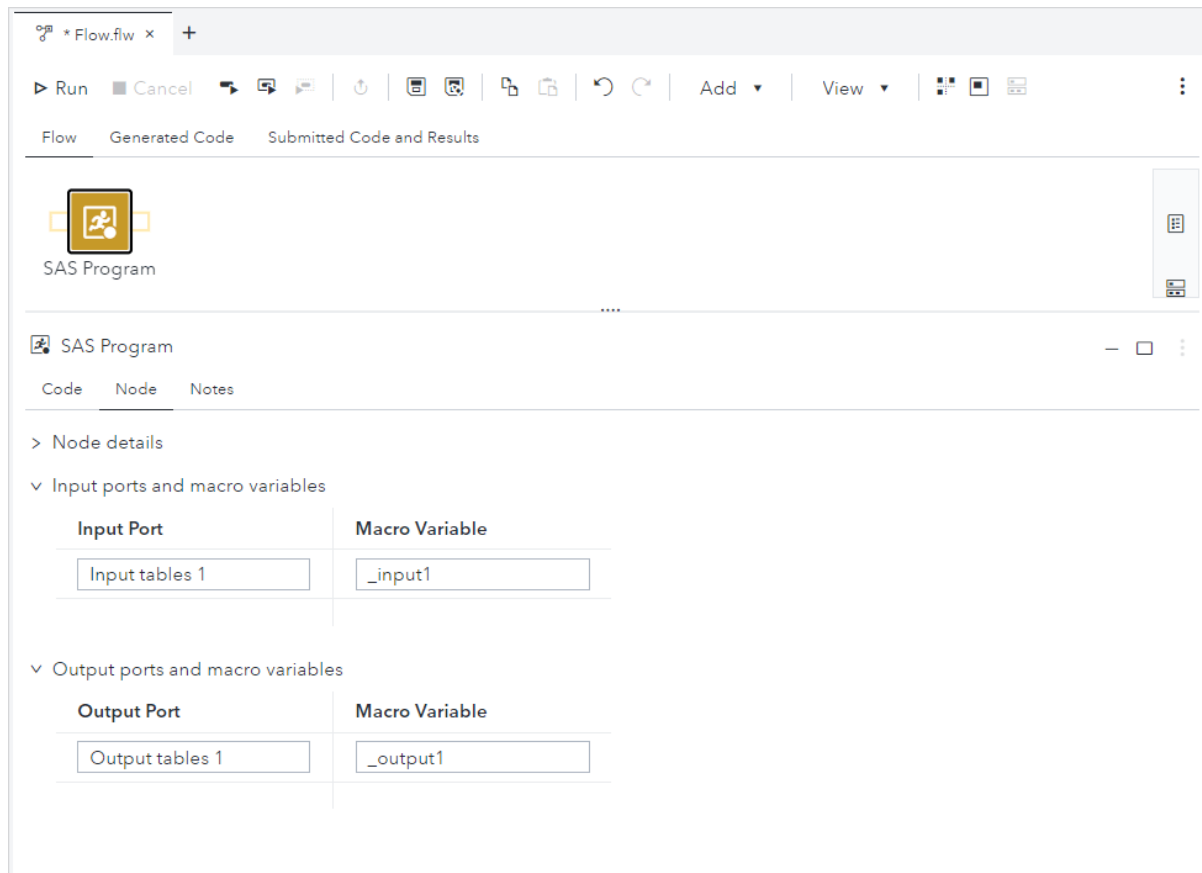 * Flow.flw ×  +
Run  Cancel  Add  View
Flow  Generated Code  Submitted Code and Results
SAS Program
SAS Program
Code  Node  Notes
> Node details
Input ports and macro variables
Input Port  Macro Variable
Input tables 1  _input1
Output ports and macro variables
Output Port  Macro Variable
Output tables 1  _output1